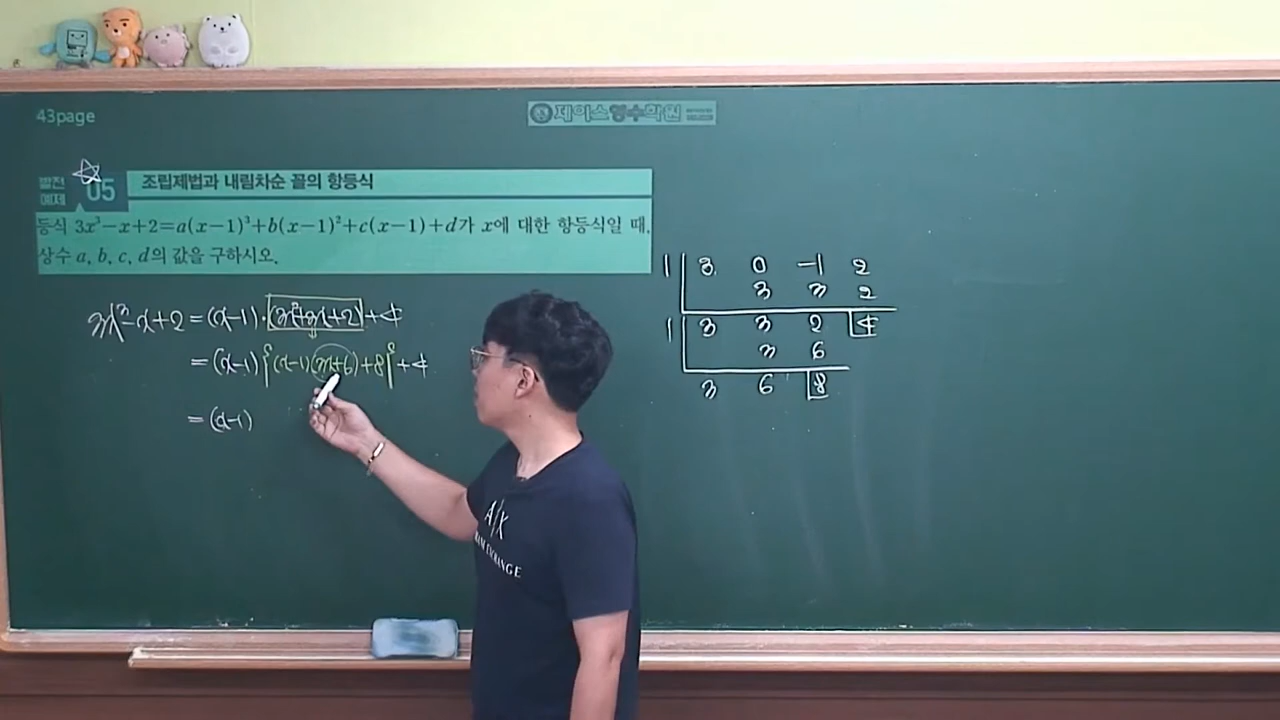 43page
제이스영수학원
발전 예제 05 조립제법과 내림차순 꼴의 항등식
등식 3x³-x+2=a(x-1)³+b(x-1)²+c(x-1)+d가 x에 대한 항등식일 때,
상수 a, b, c, d의 값을 구하시오.
3x³-x+2 = (x-1)·(3x²+3x+2)+4
= (x-1){(x-1)(3x+6)+8}+4
= (x-1)
1 3 0 -1 2
3 3 2
1 3 3 2 4
3 6
3 6 8
A|X
EXCHANGE